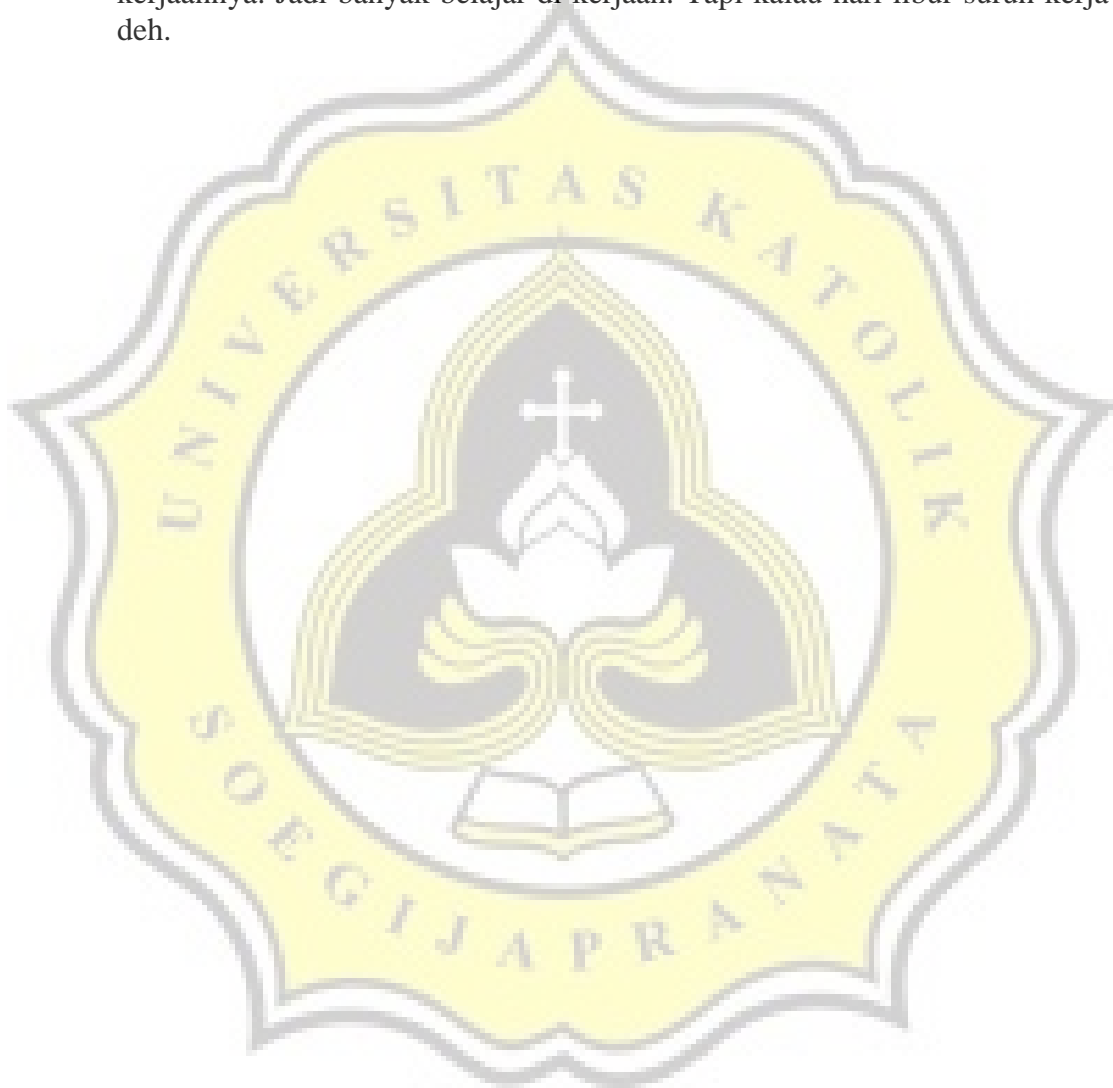 kerjaannya. Jadi banyak belajar di kerjaan. Tapi kalau hari libur suruh kerja
deh.
UNIVERSITAS KATOLIK
SOEGIJAPRANATA